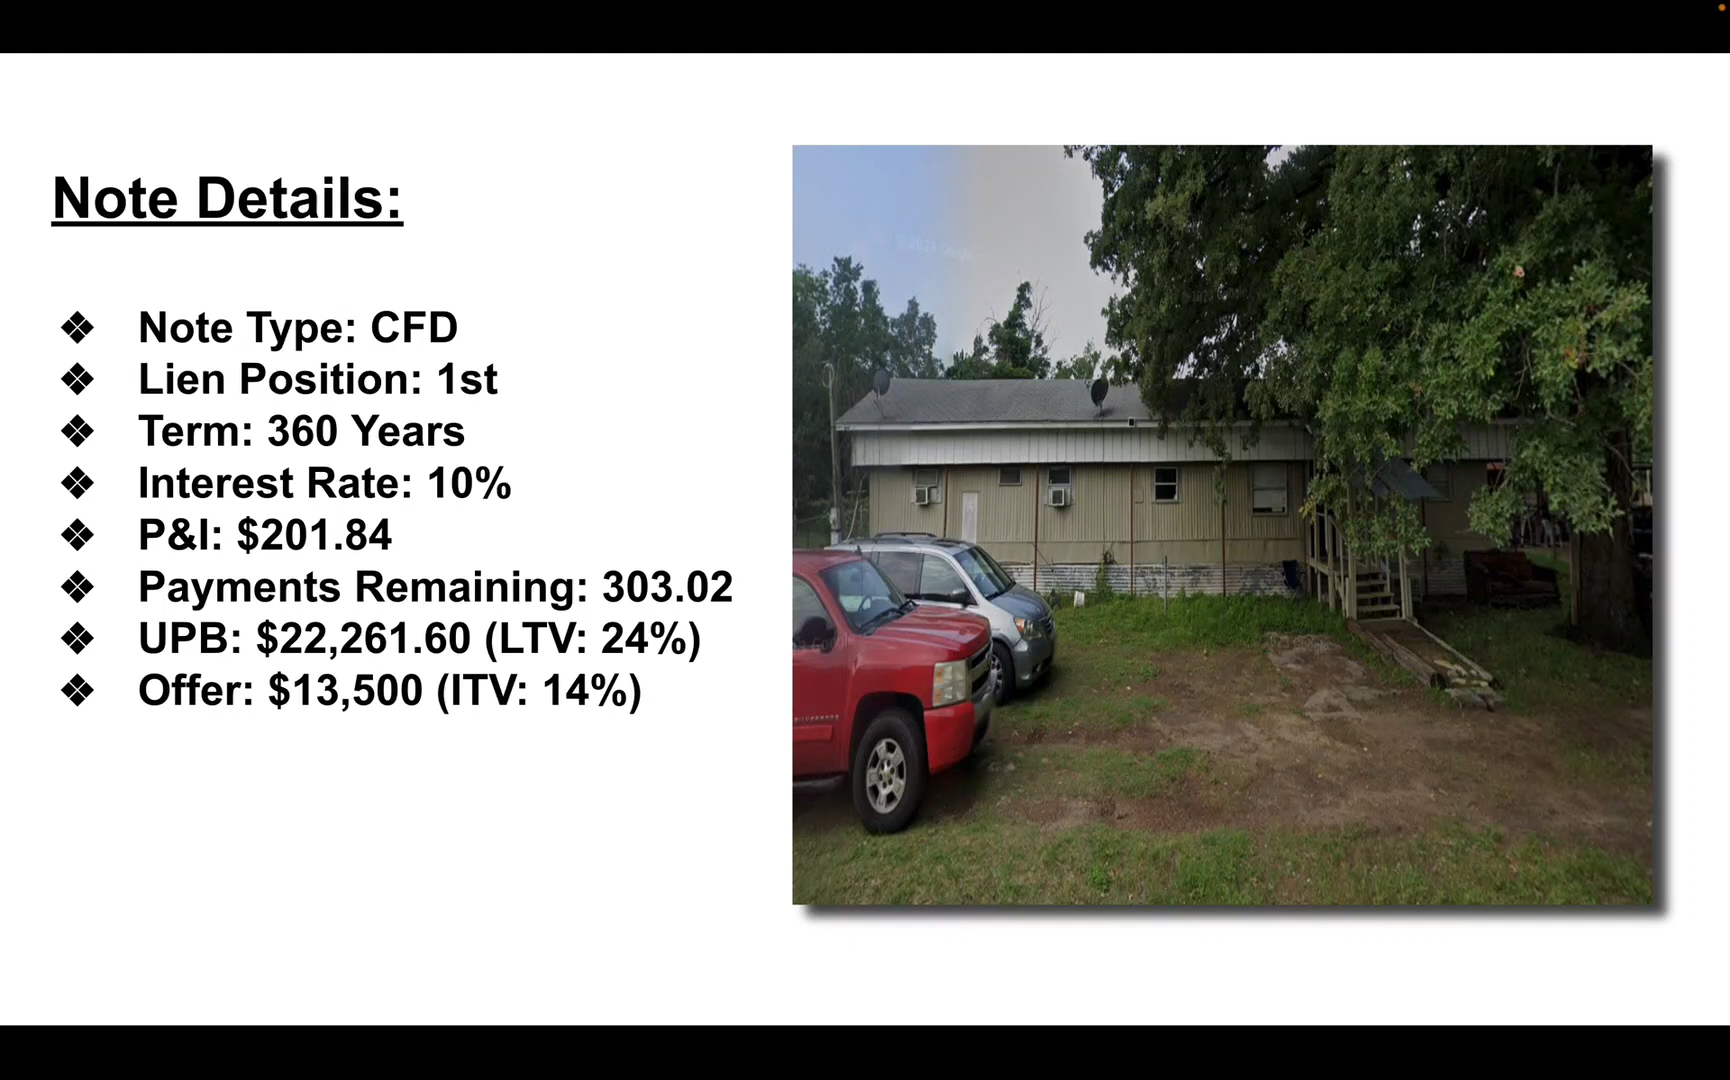 Note Details:
❖ Note Type: CFD
❖ Lien Position: 1st
❖ Term: 360 Years
❖ Interest Rate: 10%
❖ P&I: $201.84
❖ Payments Remaining: 303.02
❖ UPB: $22,261.60 (LTV: 24%)
❖ Offer: $13,500 (ITV: 14%)